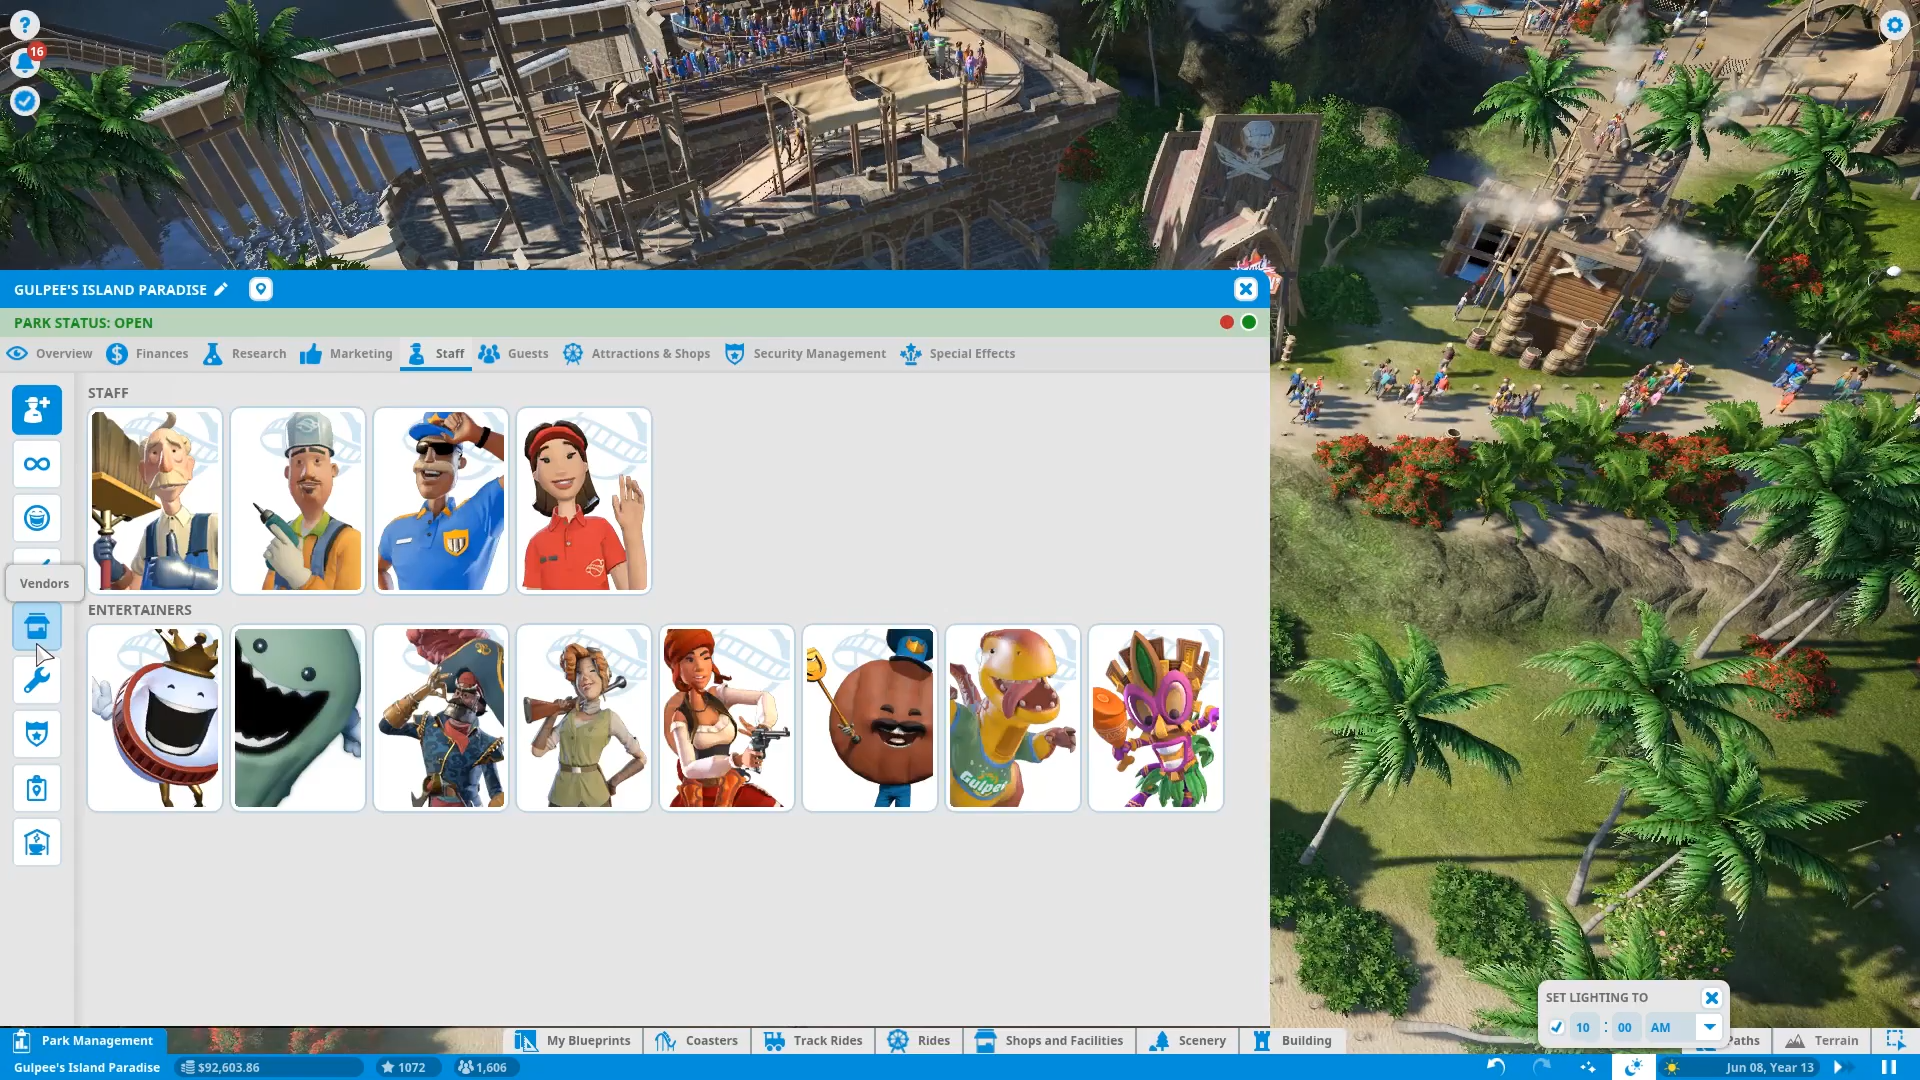 ?
16
GULPEE'S ISLAND PARADISE
PARK STATUS: OPEN
Overview
Finances
Research
Marketing
Staff
Guests
Attractions & Shops
Security Management
Special Effects
STAFF
Vendors
ENTERTAINERS
Gulpee
SET LIGHTING TO
10 : 00 AM
Park Management
My Blueprints
Coasters
Track Rides
Rides
Shops and Facilities
Scenery
Building
Paths
Terrain
Gulpee's Island Paradise
$92,603.86
1072
1,606
Jun 08, Year 13